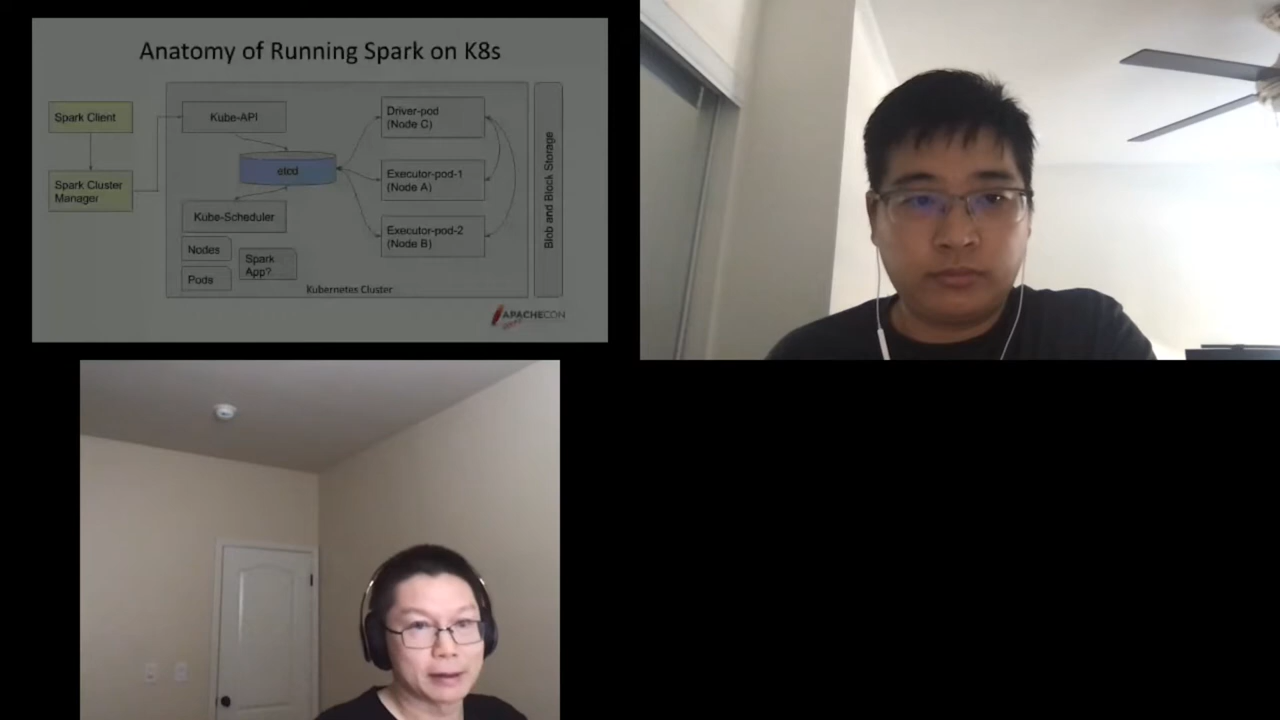 Anatomy of Running Spark on K8s
Spark Client
Spark Cluster
Manager
Kube-API
etcd
Kube-Scheduler
Nodes
Pods
Spark
App?
Driver-pod
(Node C)
Executor-pod-1
(Node A)
Executor-pod-2
(Node B)
Kubernetes Cluster
Blob and Block Storage
APACHECON